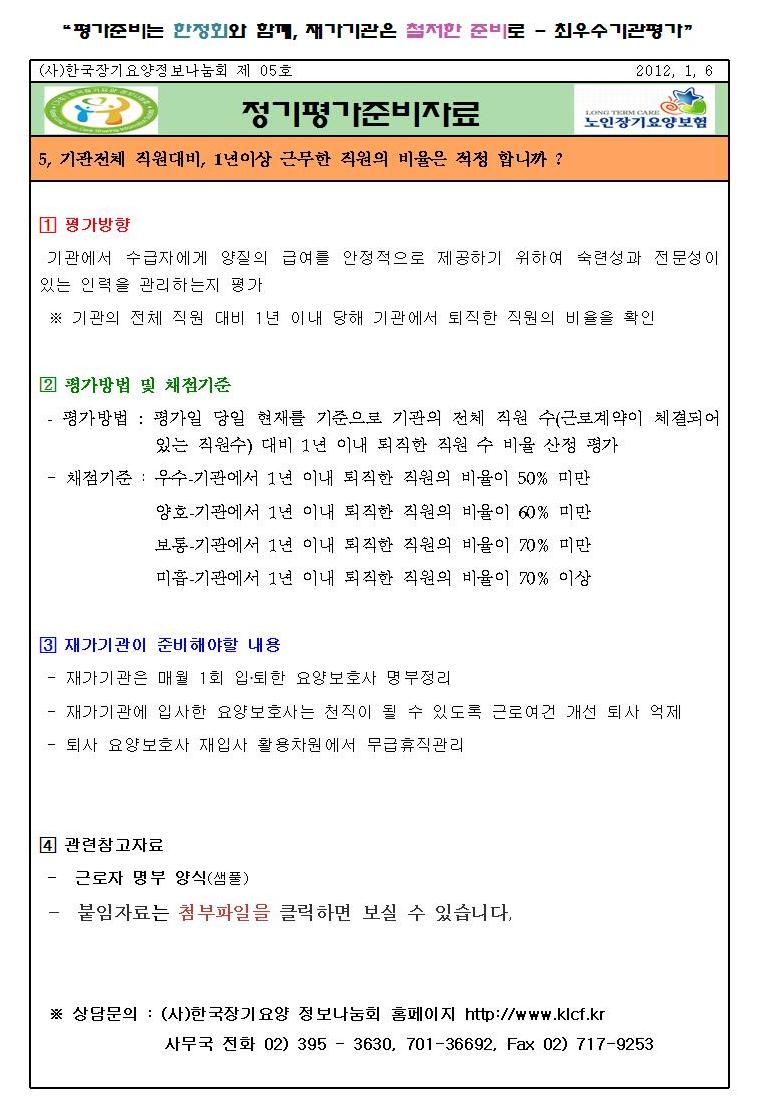 “평가준비는 한정회와 함께, 재가기관은 철저한 준비로 - 최우수기관평가”
(사)한국장기요양정보나눔회 제 05호 2012, 1, 6
정기평가준비자료
LONG TERM CARE
노인장기요양보험
5, 기관전체 직원대비, 1년이상 근무한 직원의 비율은 적정 합니까 ?
1 평가방향
기관에서 수급자에게 양질의 급여를 안정적으로 제공하기 위하여 숙련성과 전문성이
있는 인력을 관리하는지 평가
※ 기관의 전체 직원 대비 1년 이내 당해 기관에서 퇴직한 직원의 비율을 확인
2 평가방법 및 채점기준
- 평가방법 : 평가일 당일 현재를 기준으로 기관의 전체 직원 수(근로계약이 체결되어
있는 직원수) 대비 1년 이내 퇴직한 직원 수 비율 산정 평가
- 채점기준 : 우수-기관에서 1년 이내 퇴직한 직원의 비율이 50% 미만
양호-기관에서 1년 이내 퇴직한 직원의 비율이 60% 미만
보통-기관에서 1년 이내 퇴직한 직원의 비율이 70% 미만
미흡-기관에서 1년 이내 퇴직한 직원의 비율이 70% 이상
3 재가기관이 준비해야할 내용
- 재가기관은 매월 1회 입·퇴한 요양보호사 명부정리
- 재가기관에 입사한 요양보호사는 천직이 될 수 있도록 근로여건 개선 퇴사 억제
- 퇴사 요양보호사 재입사 활용차원에서 무급휴직관리
4 관련참고자료
- 근로자 명부 양식(샘플)
- 붙임자료는 첨부파일을 클릭하면 보실 수 있습니다,
※ 상담문의 : (사)한국장기요양 정보나눔회 홈페이지 http://www.klcf.kr
사무국 전화 02) 395 - 3630, 701-36692, Fax 02) 717-9253